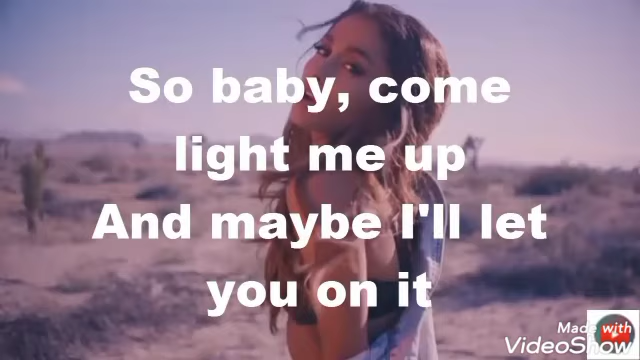 So baby, come
light me up
And maybe I'll let
you on it
Made with
VideoShow